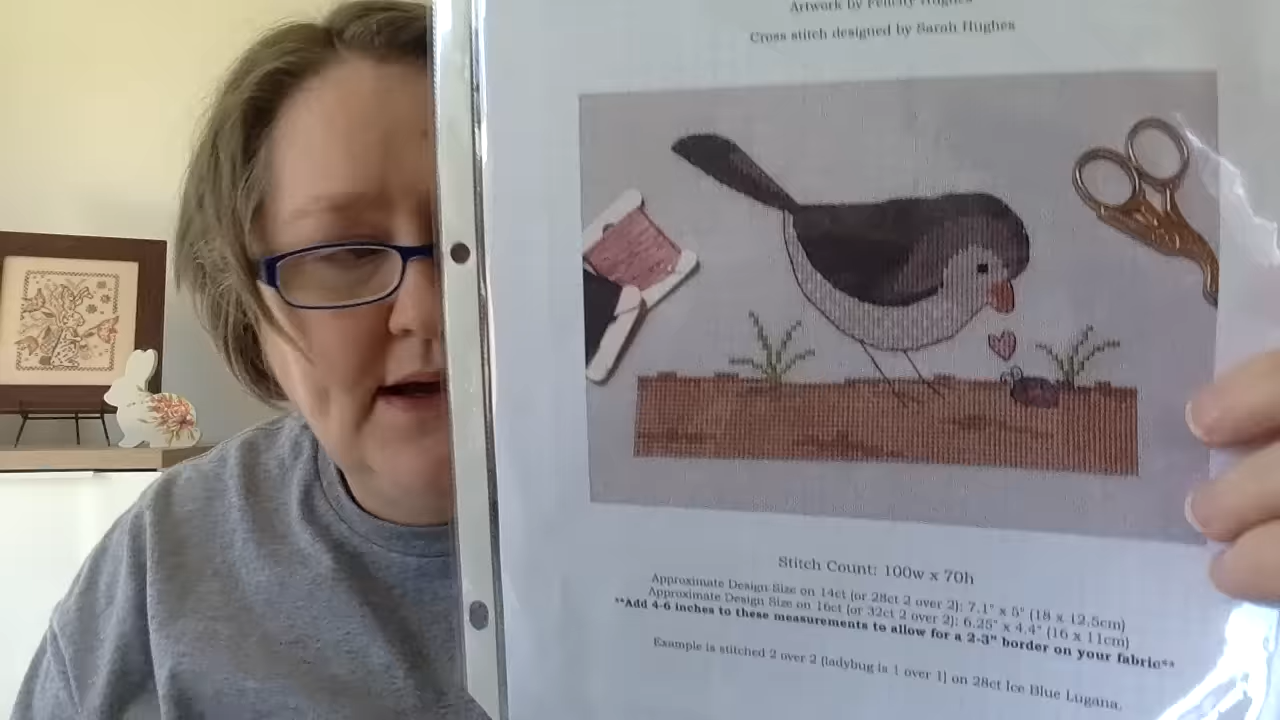 Artwork by Felicity Hughes
Cross stitch designed by Sarah Hughes
Stitch Count: 100w x 70h
Approximate Design Size on 14ct (or 28ct 2 over 2): 7.1" x 5" (18 x 12.5cm)
Approximate Design Size on 16ct (or 32ct 2 over 2): 6.25" x 4.4" (16 x 11cm)
**Add 4-6 inches to these measurements to allow for a 2-3" border on your fabric**
Example is stitched 2 over 2 (ladybug is 1 over 1) on 28ct Ice Blue Lugana.